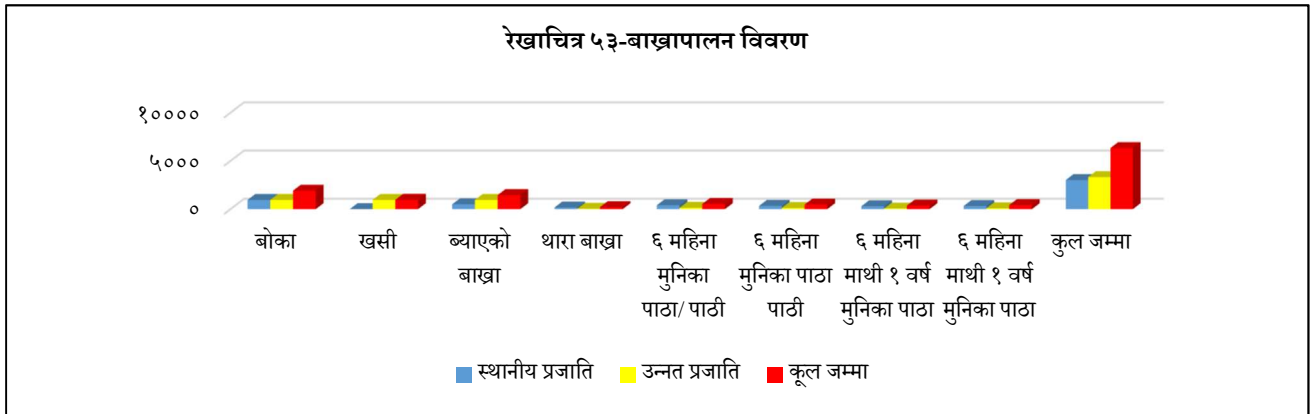 रेखाचित्र ५३-बाख्रापालन विवरण
१००००
५०००
०
बोका खसी ब्याएको थारा बाख्रा ६ महिना ६ महिना ६ महिना ६ महिना कुल जम्मा
बाख्रा मुनिका मुनिका पाठा माथी १ वर्ष माथी १ वर्ष
पाठा/ पाठी पाठी मुनिका पाठा मुनिका पाठा
स्थानीय प्रजाति उन्नत प्रजाति कूल जम्मा